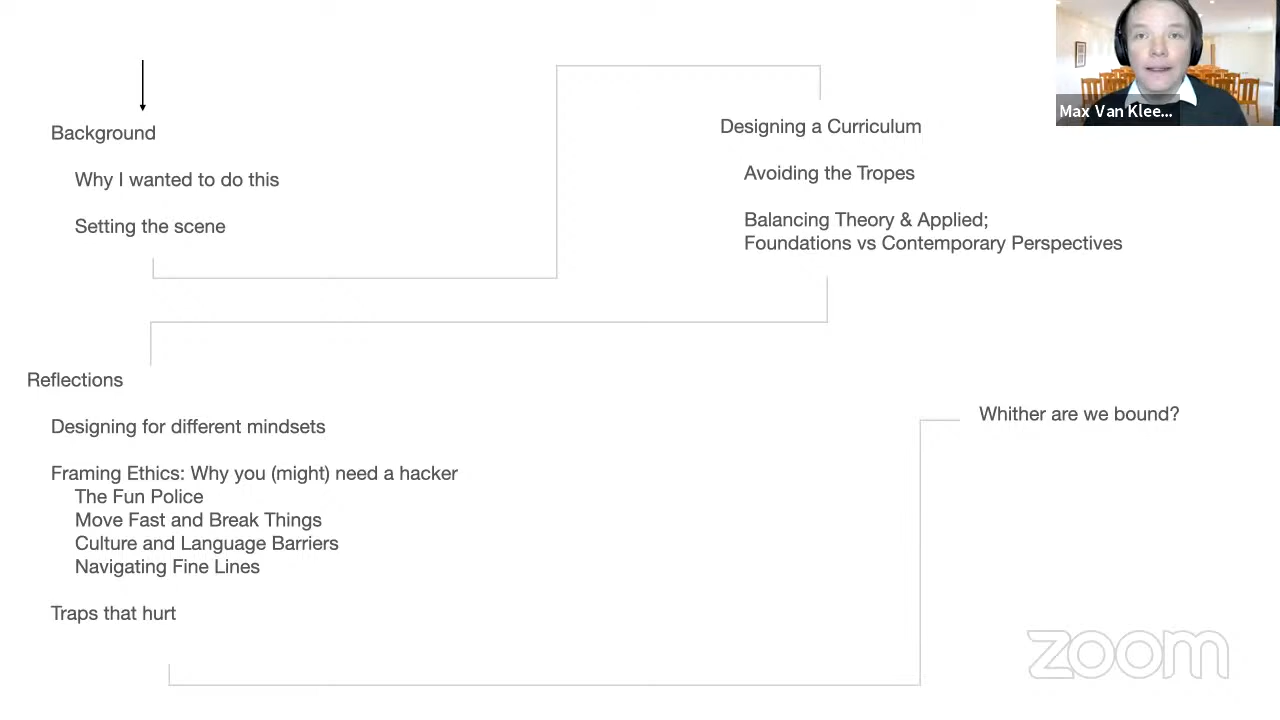 Background
Why I wanted to do this
Setting the scene
Designing a Curriculum
Avoiding the Tropes
Balancing Theory & Applied;
Foundations vs Contemporary Perspectives
Reflections
Designing for different mindsets
Framing Ethics: Why you (might) need a hacker
The Fun Police
Move Fast and Break Things
Culture and Language Barriers
Navigating Fine Lines
Traps that hurt
Whither are we bound?
Max Van Klee...
zoom